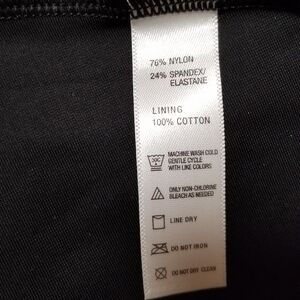 76% NYLON
24% SPANDEX/
ELASTANE
LINING
100% COTTON
MACHINE WASH COLD
GENTLE CYCLE
WITH LIKE COLORS
ONLY NON-CHLORINE
BLEACH AS NEEDED
LINE DRY
DO NOT IRON
DO NOT DRY CLEAN